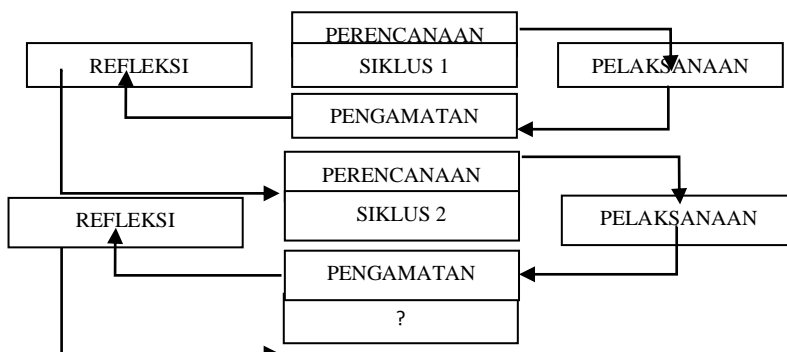 PERENCANAAN
REFLEKSI
SIKLUS 1
PELAKSANAAN
PENGAMATAN
PERENCANAAN
REFLEKSI
SIKLUS 2
PELAKSANAAN
PENGAMATAN
?